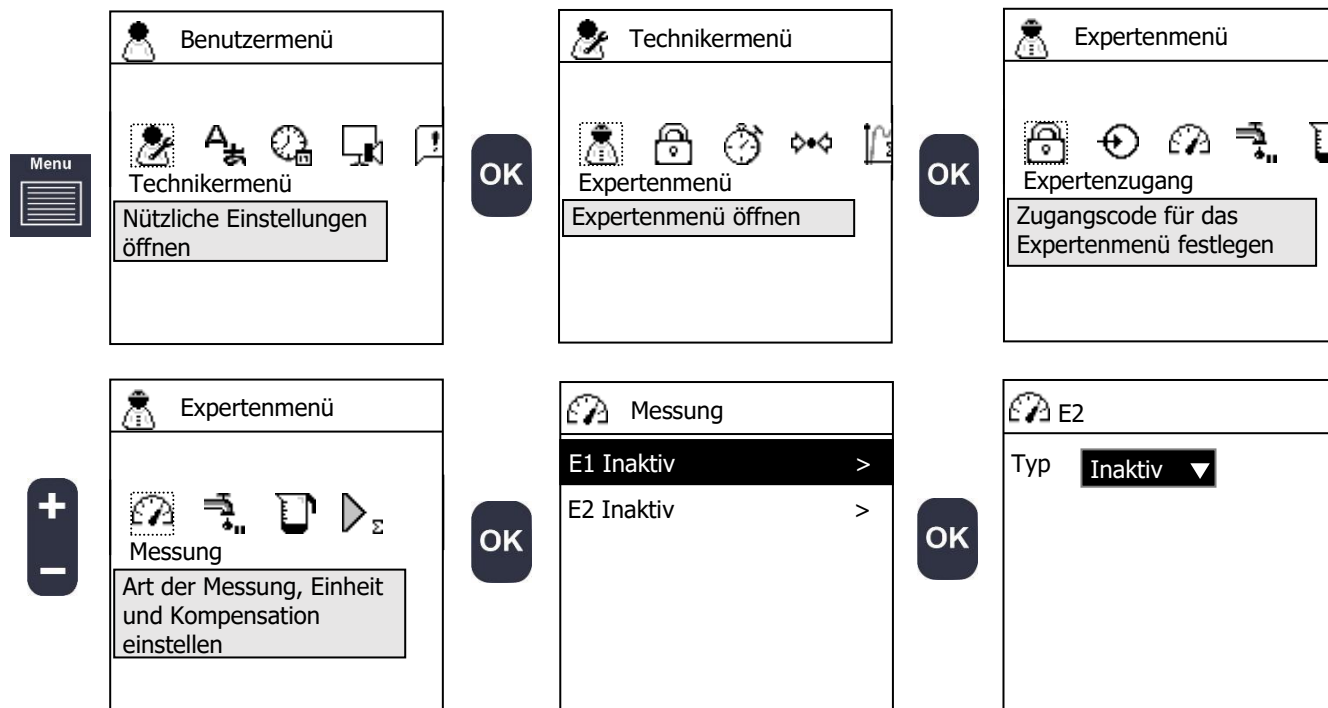 Menu
Benutzermenü
Technikermenü
Nützliche Einstellungen
öffnen
OK
Technikermenü
Expertenmenü
Expertenmenü öffnen
OK
Expertenmenü
Expertenzugang
Zugangscode für das
Expertenmenü festlegen
+
–
Expertenmenü
Σ
Messung
Art der Messung, Einheit
und Kompensation
einstellen
OK
Messung
E1 Inaktiv >
E2 Inaktiv >
OK
E2
Typ Inaktiv ▼